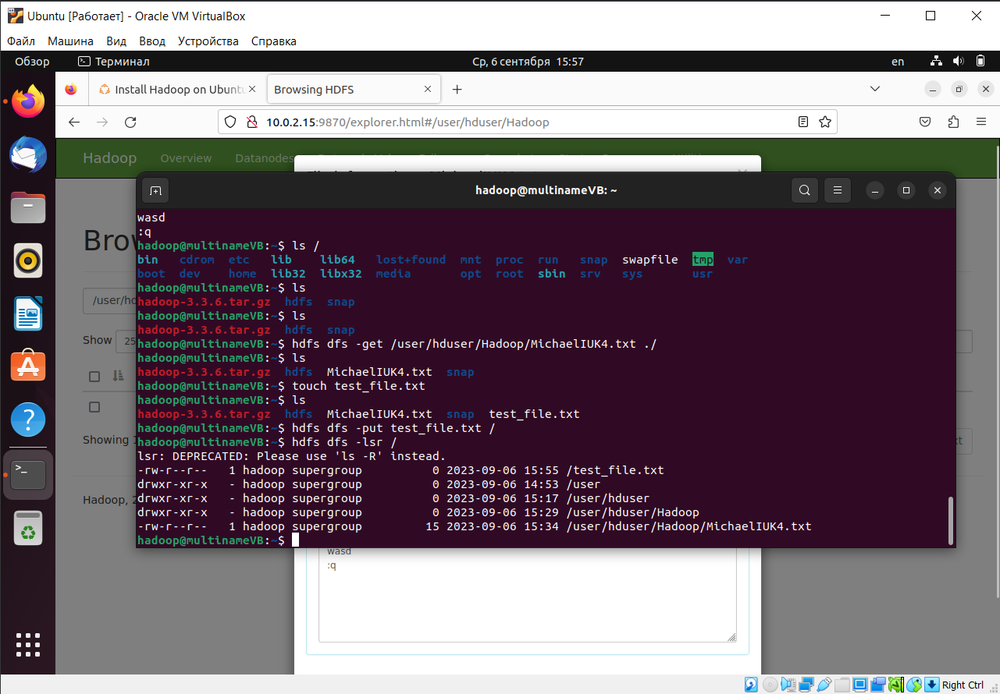 Ubuntu [Работает] - Oracle VM VirtualBox
Файл Машина Вид Ввод Устройства Справка
Обзор Терминал Ср, 6 сентября 15:57 en
Install Hadoop on Ubuntu Browsing HDFS
10.0.2.15:9870/explorer.html#/user/hduser/Hadoop
Hadoop Overview Datanodes
hadoop@multinameVB: ~
wasd
:q
hadoop@multinameVB:~$ ls /
bin cdrom etc lib lib64 lost+found mnt proc run snap swapfile tmp var
boot dev home lib32 libx32 media opt root sbin srv sys usr
hadoop@multinameVB:~$ ls
hadoop-3.3.6.tar.gz hdfs snap
hadoop@multinameVB:~$ ls
hadoop-3.3.6.tar.gz hdfs snap
hadoop@multinameVB:~$ hdfs dfs -get /user/hduser/Hadoop/MichaelIUK4.txt ./
hadoop@multinameVB:~$ ls
hadoop-3.3.6.tar.gz hdfs MichaelIUK4.txt snap
hadoop@multinameVB:~$ touch test_file.txt
hadoop@multinameVB:~$ ls
hadoop-3.3.6.tar.gz hdfs MichaelIUK4.txt snap test_file.txt
hadoop@multinameVB:~$ hdfs dfs -put test_file.txt /
hadoop@multinameVB:~$ hdfs dfs -lsr /
lsr: DEPRECATED: Please use 'ls -R' instead.
-rw-r--r-- 1 hadoop supergroup 0 2023-09-06 15:55 /test_file.txt
drwxr-xr-x - hadoop supergroup 0 2023-09-06 14:53 /user
drwxr-xr-x - hadoop supergroup 0 2023-09-06 15:17 /user/hduser
drwxr-xr-x - hadoop supergroup 0 2023-09-06 15:29 /user/hduser/Hadoop
-rw-r--r-- 1 hadoop supergroup 15 2023-09-06 15:34 /user/hduser/Hadoop/MichaelIUK4.txt
hadoop@multinameVB:~$
Brow
/user/hd
Show 25
Showing
Hadoop, 2
wasd
:q
Right Ctrl